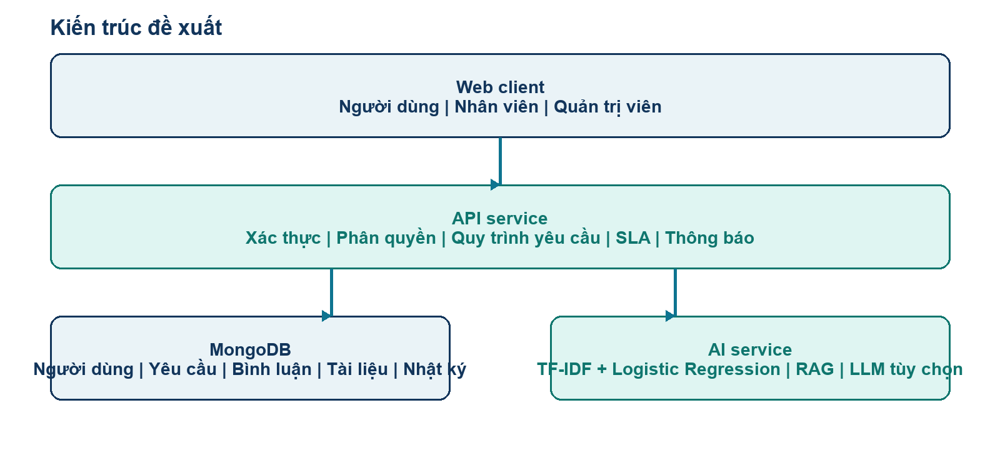 Kiến trúc đề xuất
Web client
Người dùng | Nhân viên | Quản trị viên
API service
Xác thực | Phân quyền | Quy trình yêu cầu | SLA | Thông báo
MongoDB
Người dùng | Yêu cầu | Bình luận | Tài liệu | Nhật ký
AI service
TF-IDF + Logistic Regression | RAG | LLM tùy chọn